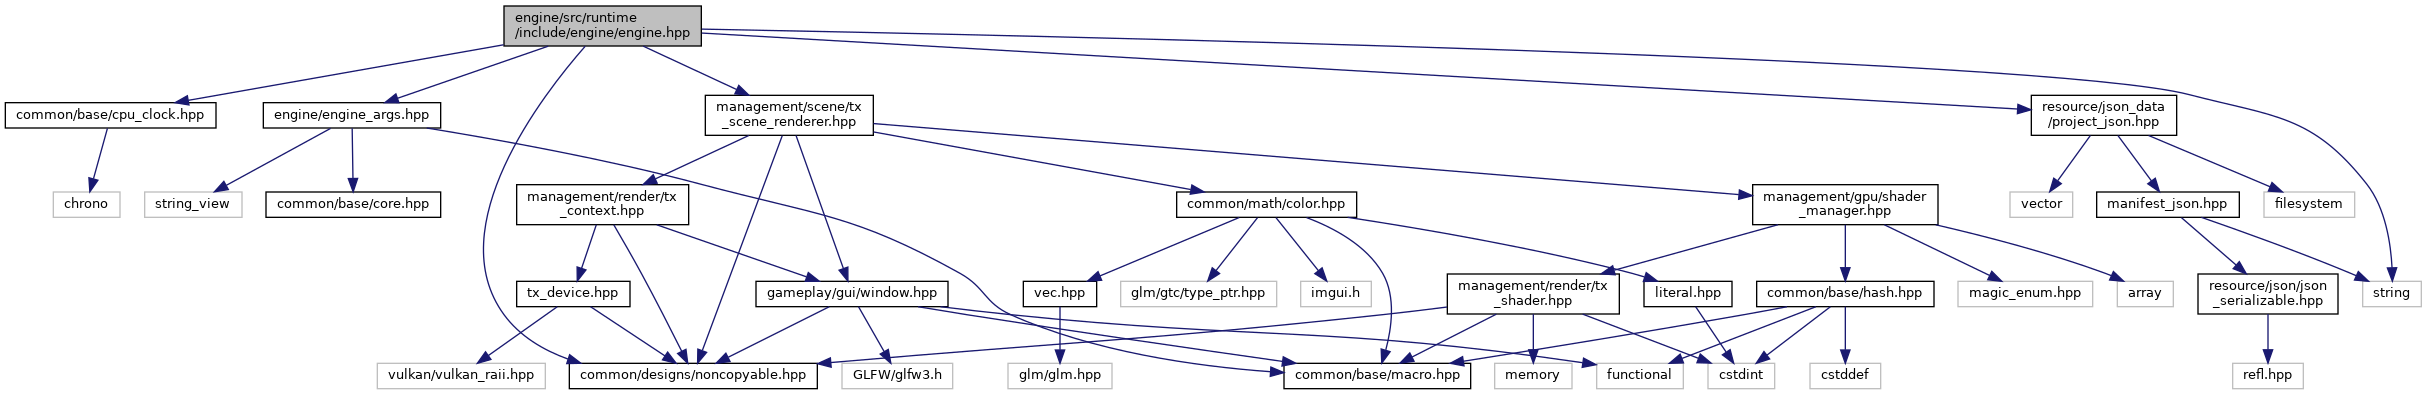 engine/src/runtime
/include/engine/engine.hpp
common/base/cpu_clock.hpp
engine/engine_args.hpp
management/scene/tx
_scene_renderer.hpp
resource/json_data
/project_json.hpp
chrono
string_view
common/base/core.hpp
management/render/tx
_context.hpp
common/math/color.hpp
management/gpu/shader
_manager.hpp
vector
manifest_json.hpp
filesystem
tx_device.hpp
gameplay/gui/window.hpp
vec.hpp
glm/gtc/type_ptr.hpp
imgui.h
management/render/tx
_shader.hpp
literal.hpp
common/base/hash.hpp
magic_enum.hpp
array
resource/json/json
_serializable.hpp
string
vulkan/vulkan_raii.hpp
common/designs/noncopyable.hpp
GLFW/glfw3.h
glm/glm.hpp
common/base/macro.hpp
memory
functional
cstdint
cstddef
refl.hpp